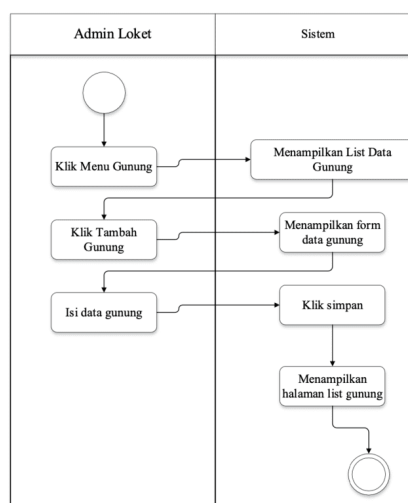 Admin Loket
Sistem
Klik Menu Gunung
Menampilkan List Data
Gunung
Klik Tambah
Gunung
Menampilkan form
data gunung
Isi data gunung
Klik simpan
Menampilkan
halaman list gunung